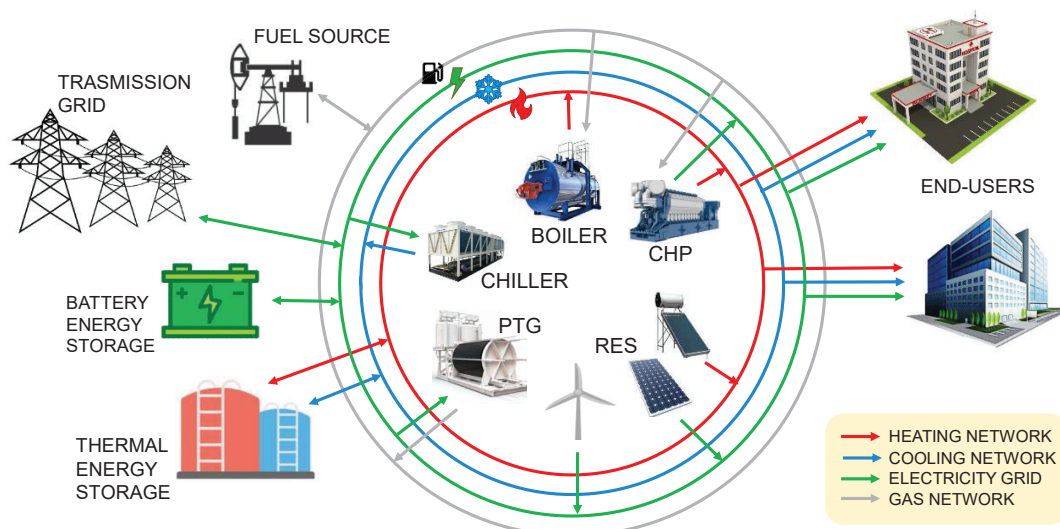 FUEL SOURCE
TRASMISSION
GRID
BATTERY
ENERGY
STORAGE
THERMAL
ENERGY
STORAGE
BOILER
CHP
CHILLER
PTG
RES
HOSPITAL
END-USERS
HEATING NETWORK
COOLING NETWORK
ELECTRICITY GRID
GAS NETWORK